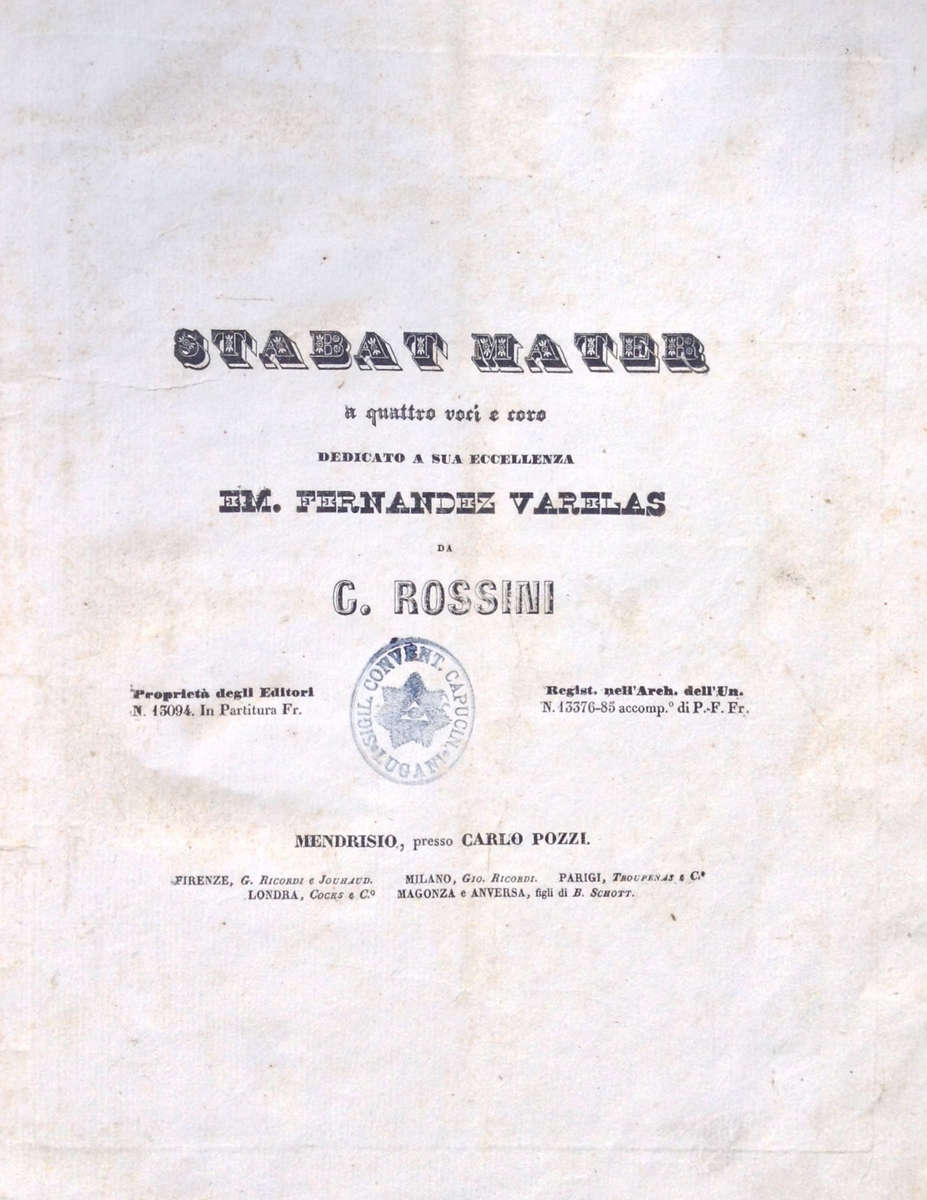 STABAT MATER
a quattro voci e coro
DEDICATO A SUA ECCELLENZA
EM. FERNANDEZ VARELAS
DA
G. ROSSINI
Proprietà degli Editori
N. 13094. In Partitura Fr.
SIGIL. CONVENT. CAPUCIN. LUGANI
Regist. nell'Arch. dell'Un.
N. 13376-85 accomp.º di P.-F. Fr.
MENDRISIO, presso CARLO POZZI.
FIRENZE, G. RICORDI e JOUHAUD. MILANO, GIO. RICORDI. PARIGI, TROUPENAS e C.º
LONDRA, COCKS e C.º MAGONZA e ANVERSA, figli di B. SCHOTT.